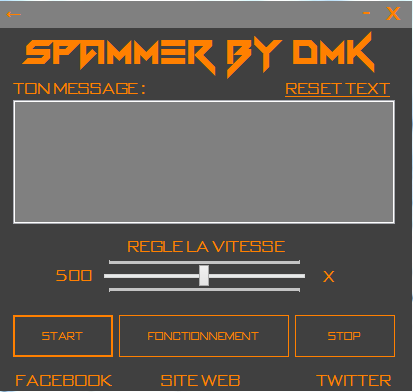 ← - X
SPAMMER BY DMK
TON MESSAGE : RESET TEXT
REGLE LA VITESSE
500 X
START FONCTIONNEMENT STOP
FACEBOOK SITE WEB TWITTER